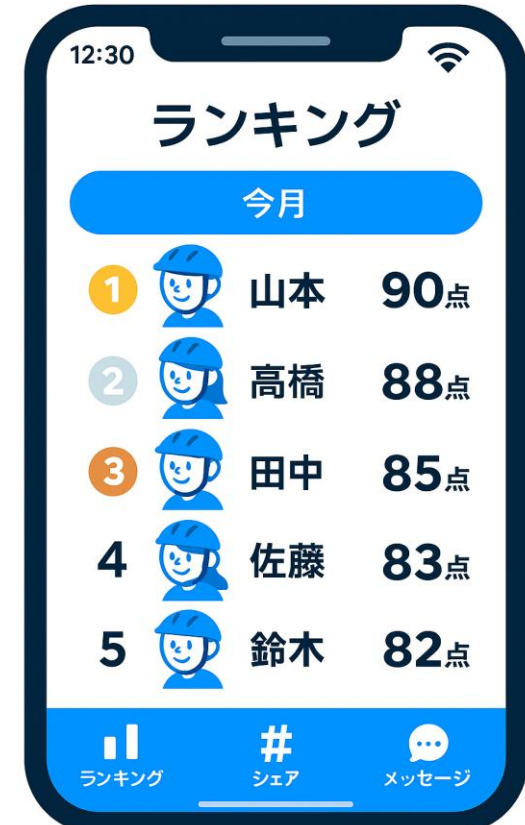 12:30
ランキング
今月
1 山本 90点
2 高橋 88点
3 田中 85点
4 佐藤 83点
5 鈴木 82点
ランキング # シェア メッセージ